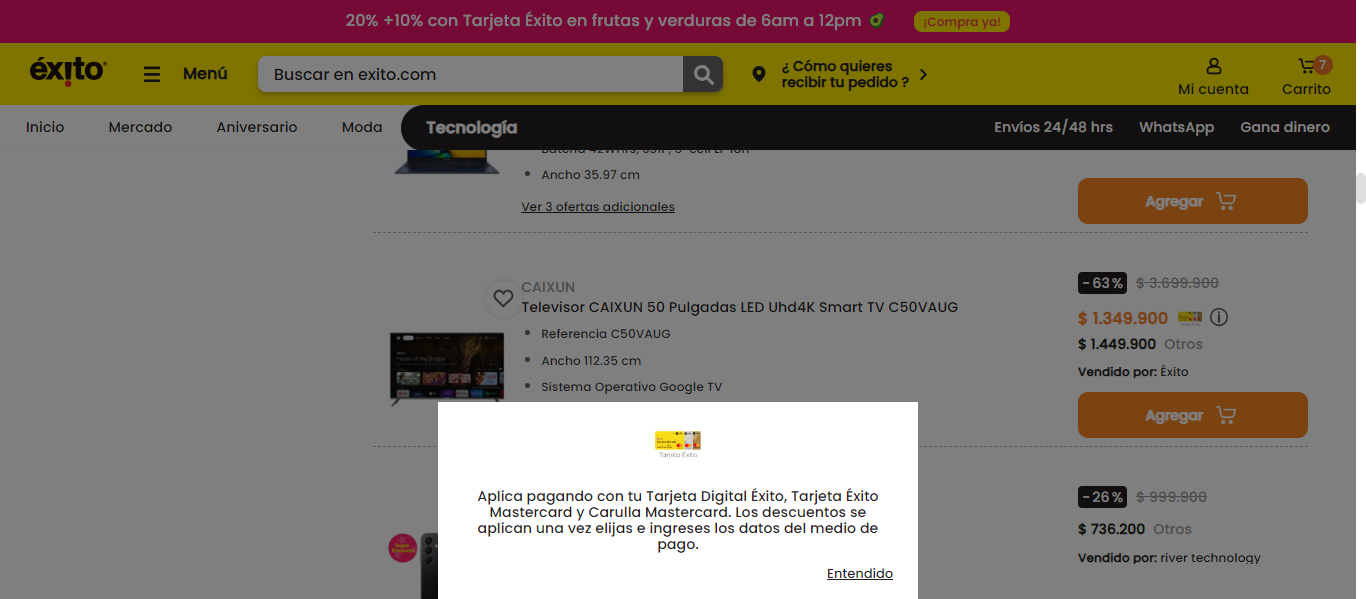 20% +10% con Tarjeta Éxito en frutas y verduras de 6am a 12pm
¡Compra ya!
éxito
Menú
Buscar en exito.com
¿ Cómo quieres
recibir tu pedido ?
Mi cuenta
7
Carrito
Inicio
Mercado
Aniversario
Moda
Tecnología
Envíos 24/48 hrs
WhatsApp
Gana dinero
Ancho 35.97 cm
Ver 3 ofertas adicionales
Agregar
CAIXUN
Televisor CAIXUN 50 Pulgadas LED Uhd4K Smart TV C50VAUG
Referencia C50VAUG
Ancho 112.35 cm
Sistema Operativo Google TV
-63%
$ 3.699.900
$ 1.349.900
$ 1.449.900 Otros
Vendido por: Éxito
Agregar
Tarjeta Éxito
Aplica pagando con tu Tarjeta Digital Éxito, Tarjeta Éxito
Mastercard y Carulla Mastercard. Los descuentos se
aplican una vez elijas e ingreses los datos del medio de
pago.
Entendido
-26%
$ 999.900
$ 736.200 Otros
Vendido por: river technology